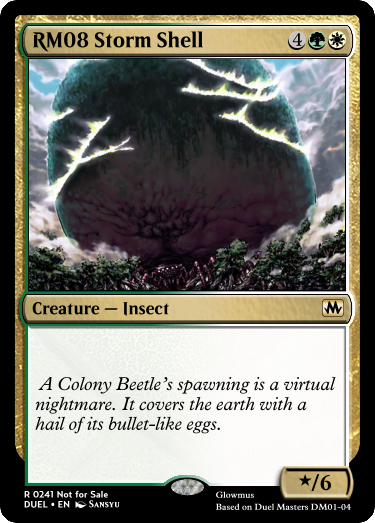 RM08 Storm Shell 4
Creature — Insect
A Colony Beetle's spawning is a virtual
nightmare. It covers the earth with a
hail of its bullet-like eggs.
★/6
R 0241 Not for Sale
DUEL • EN Sansyu
Glowmus
Based on Duel Masters DM01-04